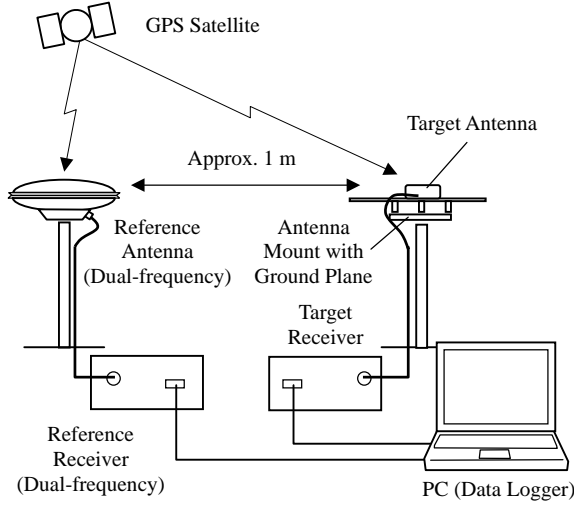 GPS Satellite
Target Antenna
Approx. 1 m
Reference
Antenna
(Dual-frequency)
Antenna
Mount with
Ground Plane
Target
Receiver
Reference
Receiver
(Dual-frequency)
PC (Data Logger)